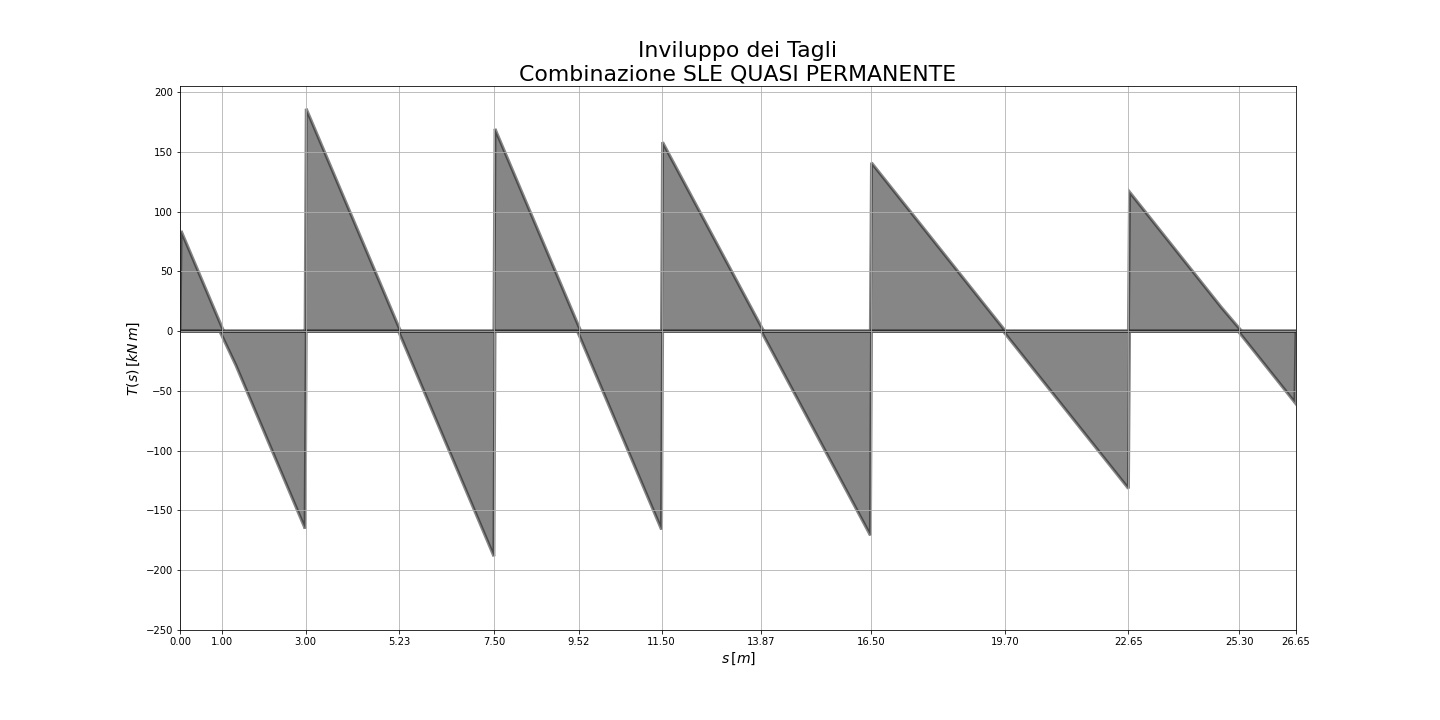 Inviluppo dei Tagli
Combinazione SLE QUASI PERMANENTE
200
150
100
50
0
−50
−100
−150
−200
−250
T(s) [kN m]
0.00 1.00 3.00 5.23 7.50 9.52 11.50 13.87 16.50 19.70 22.65 25.30 26.65
s [m]